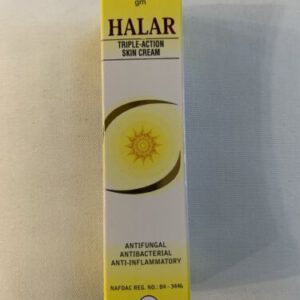 gm
HALAR
TRIPLE-ACTION
SKIN CREAM
ANTIFUNGAL
ANTIBACTERIAL
ANTI-INFLAMMATORY
NAFDAC REG. NO.: 04 - 3446